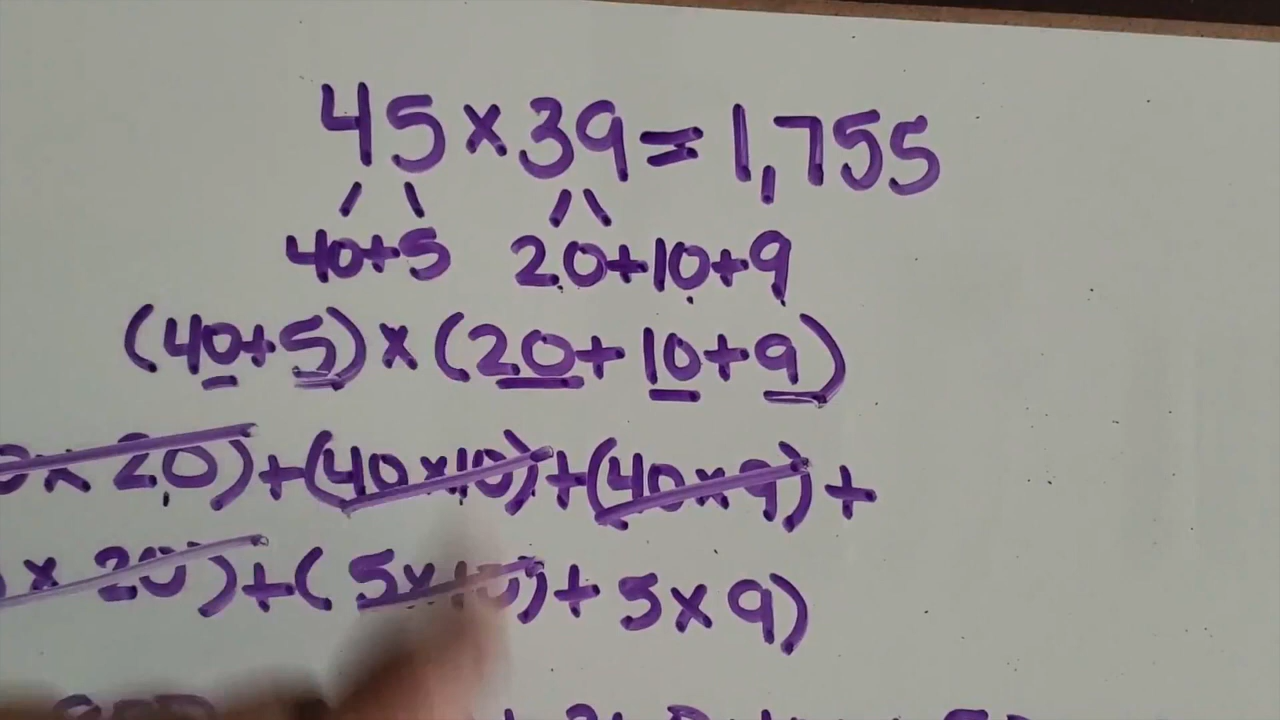 45×39=1,755
40+5 20+10+9
(40+5)×(20+10+9)
× 20)+(40×10)+(40×9)+
× 20)+(5×10)+ 5×9)